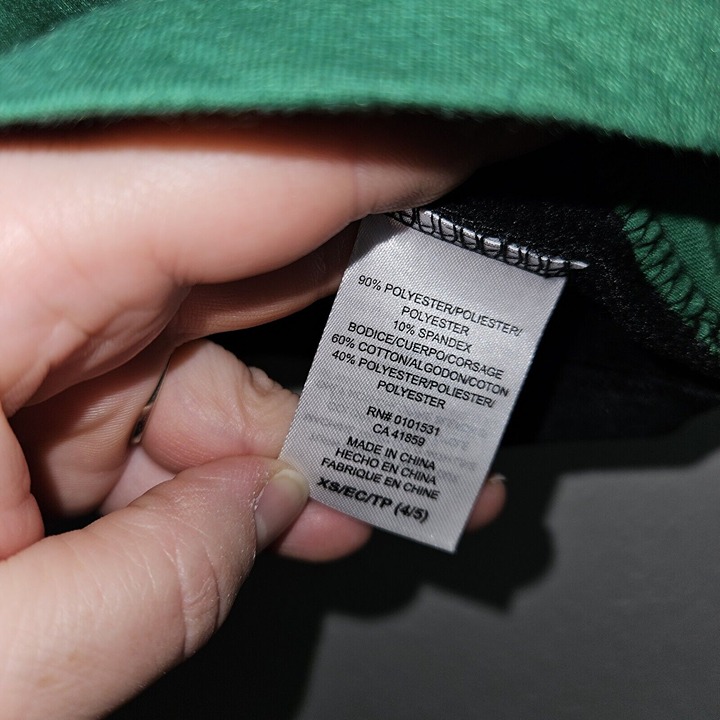 90% POLYESTER/POLIESTER/
POLYESTER
10% SPANDEX
BODICE/CUERPO/CORSAGE
60% COTTON/ALGODON/COTON
40% POLYESTER/POLIESTER/
POLYESTER
RN# 0101531
CA 41859
MADE IN CHINA
HECHO EN CHINA
FABRIQUE EN CHINE
XS/EC/TP (4/5)